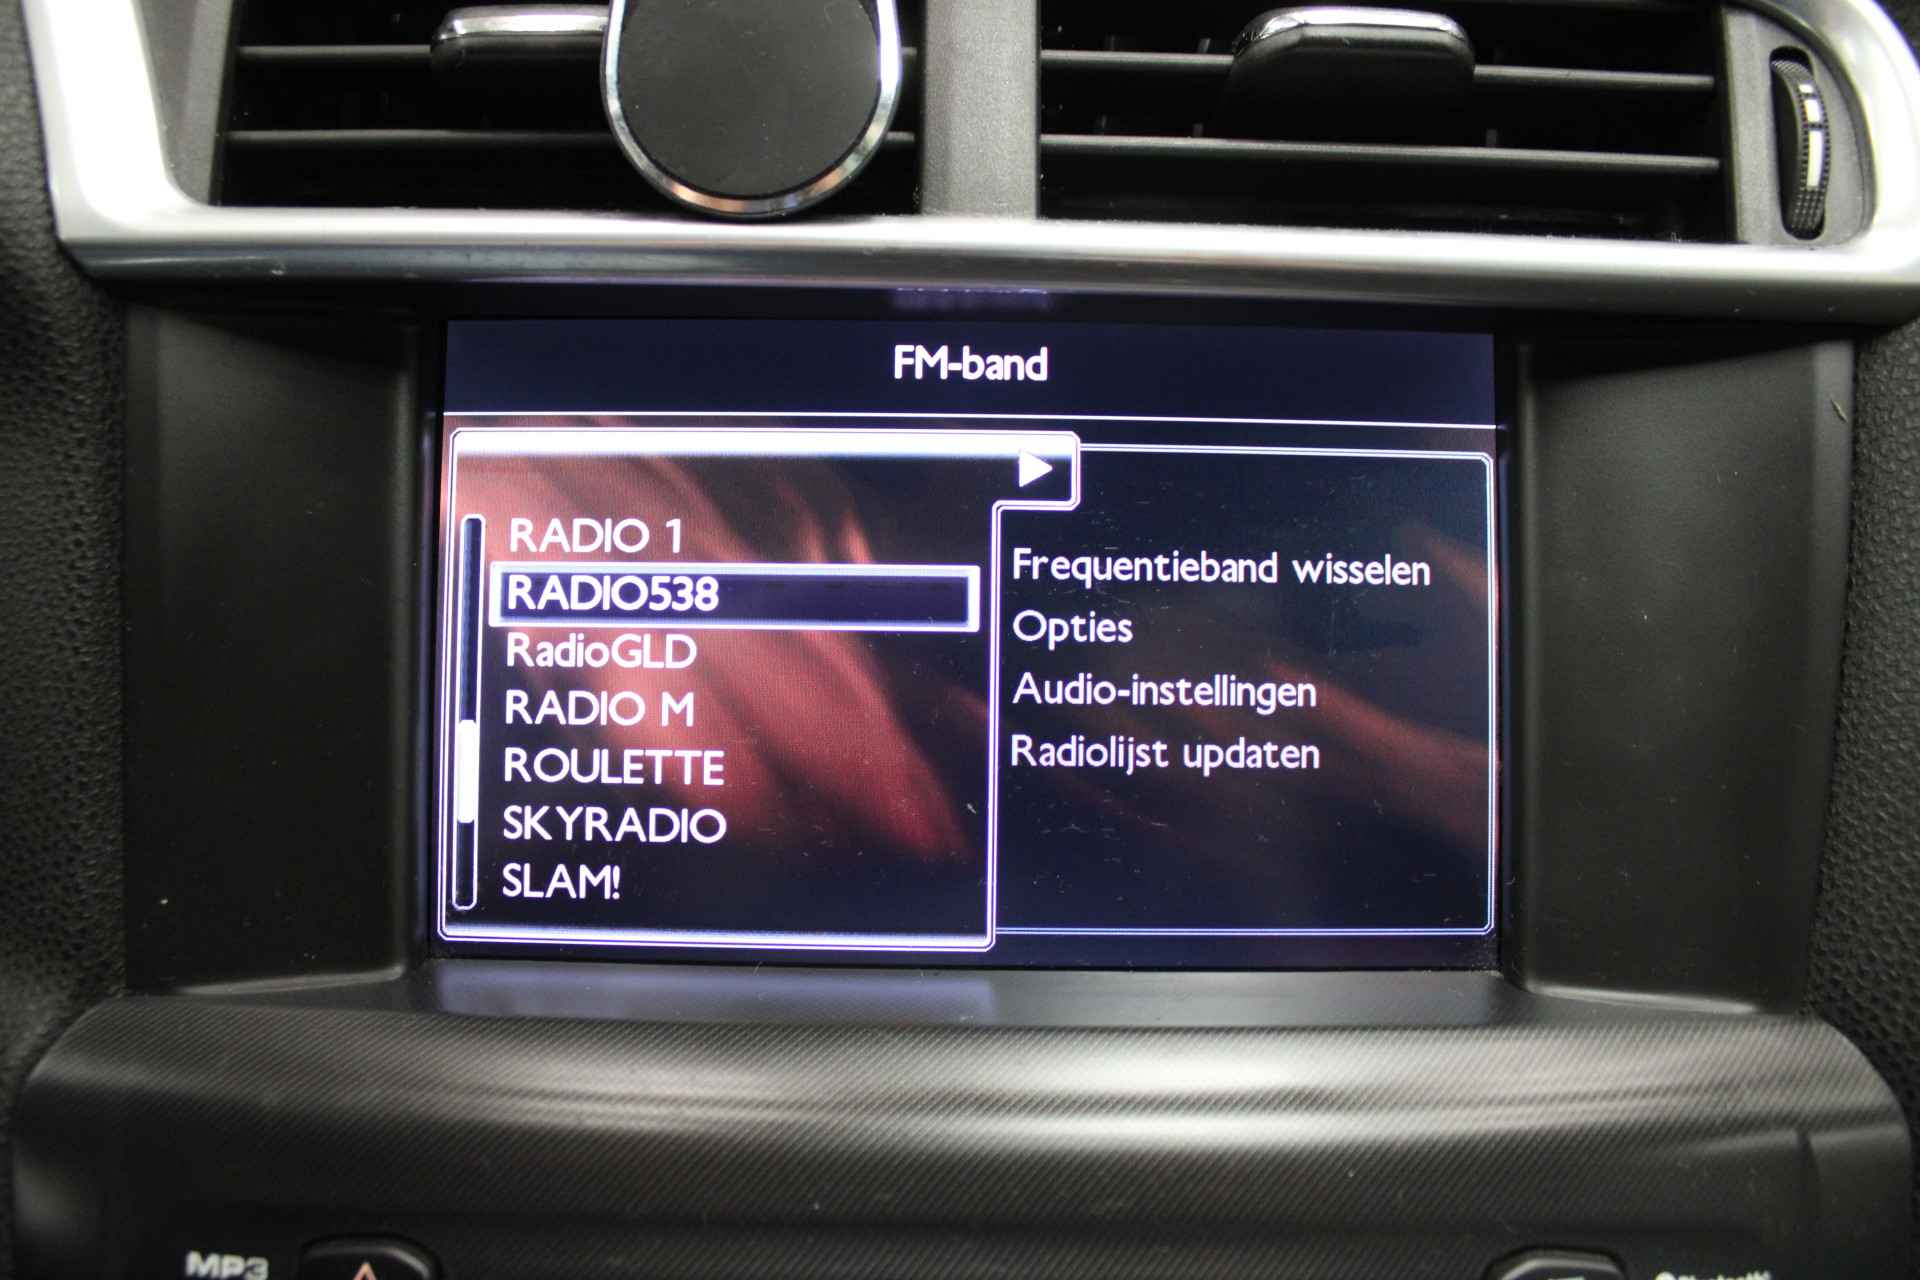 FM-band
RADIO 1
RADIO538
RadioGLD
RADIO M
ROULETTE
SKYRADIO
SLAM!
Frequentieband wisselen
Opties
Audio-instellingen
Radiolijst updaten
MP3